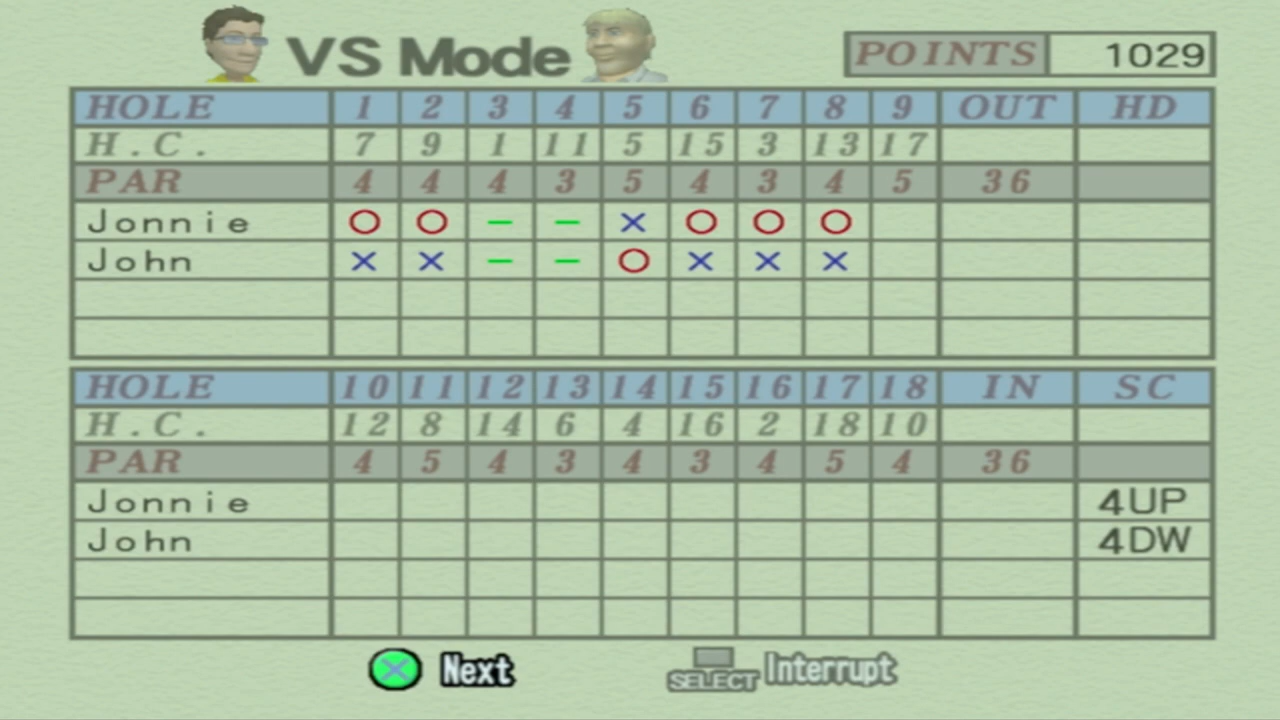 VS Mode POINTS 1029
HOLE 1 2 3 4 5 6 7 8 9 OUT HD
H.C. 7 9 1 11 5 15 3 13 17
PAR 4 4 4 3 5 4 3 4 5 36
Jonnie ○ ○ – – × ○ ○ ○
John × × – – ○ × × ×
HOLE 10 11 12 13 14 15 16 17 18 IN SC
H.C. 12 8 14 6 4 16 2 18 10
PAR 4 5 4 3 4 3 4 5 4 36
Jonnie 4UP
John 4DW
Next SELECT Interrupt